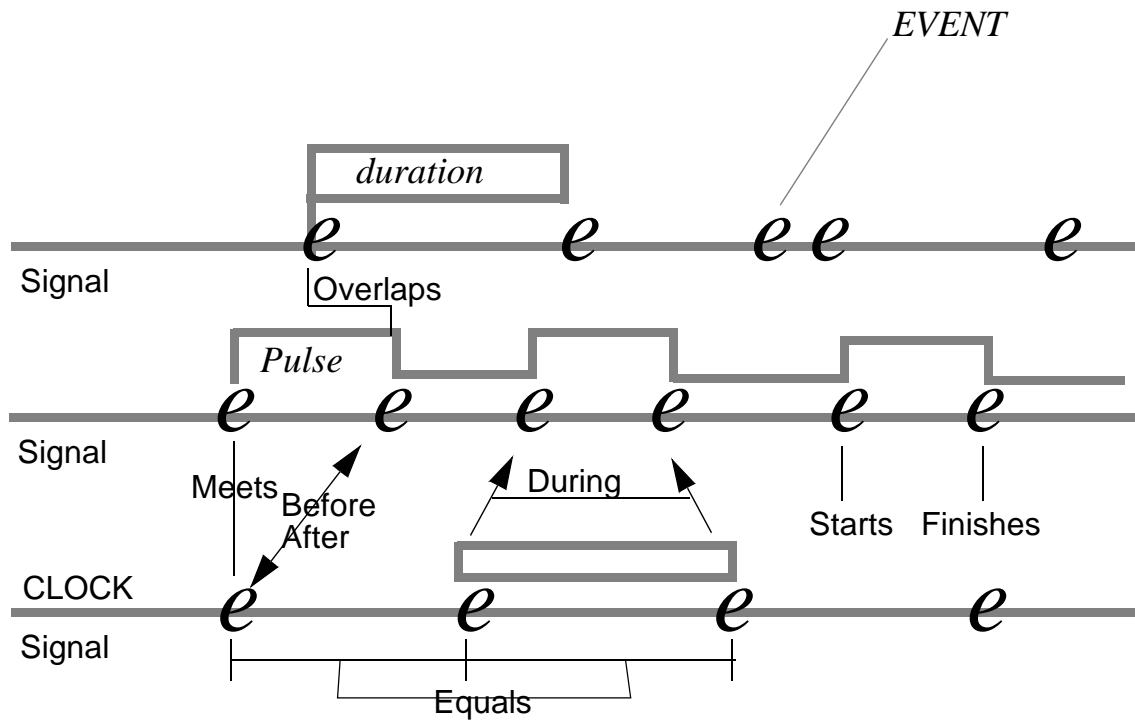 EVENT
duration
e e e e e
Signal
Overlaps
Pulse
e e e e e e
Signal
Meets
Before
After
During
Starts Finishes
CLOCK
e e e e
Signal
Equals